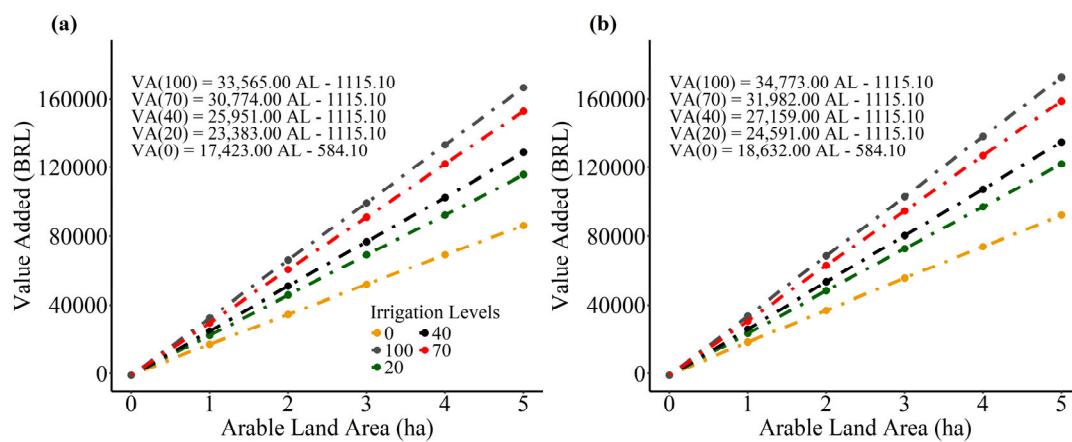 (a)
VA(100) = 33,565.00 AL - 1115.10
VA(70) = 30,774.00 AL - 1115.10
VA(40) = 25,951.00 AL - 1115.10
VA(20) = 23,383.00 AL - 1115.10
VA(0) = 17,423.00 AL - 584.10
Value Added (BRL)
160000
120000
80000
40000
0
Irrigation Levels
0 40
100 70
20
0 1 2 3 4 5
Arable Land Area (ha)
(b)
VA(100) = 34,773.00 AL - 1115.10
VA(70) = 31,982.00 AL - 1115.10
VA(40) = 27,159.00 AL - 1115.10
VA(20) = 24,591.00 AL - 1115.10
VA(0) = 18,632.00 AL - 584.10
Value Added (BRL)
160000
120000
80000
40000
0
0 1 2 3 4 5
Arable Land Area (ha)